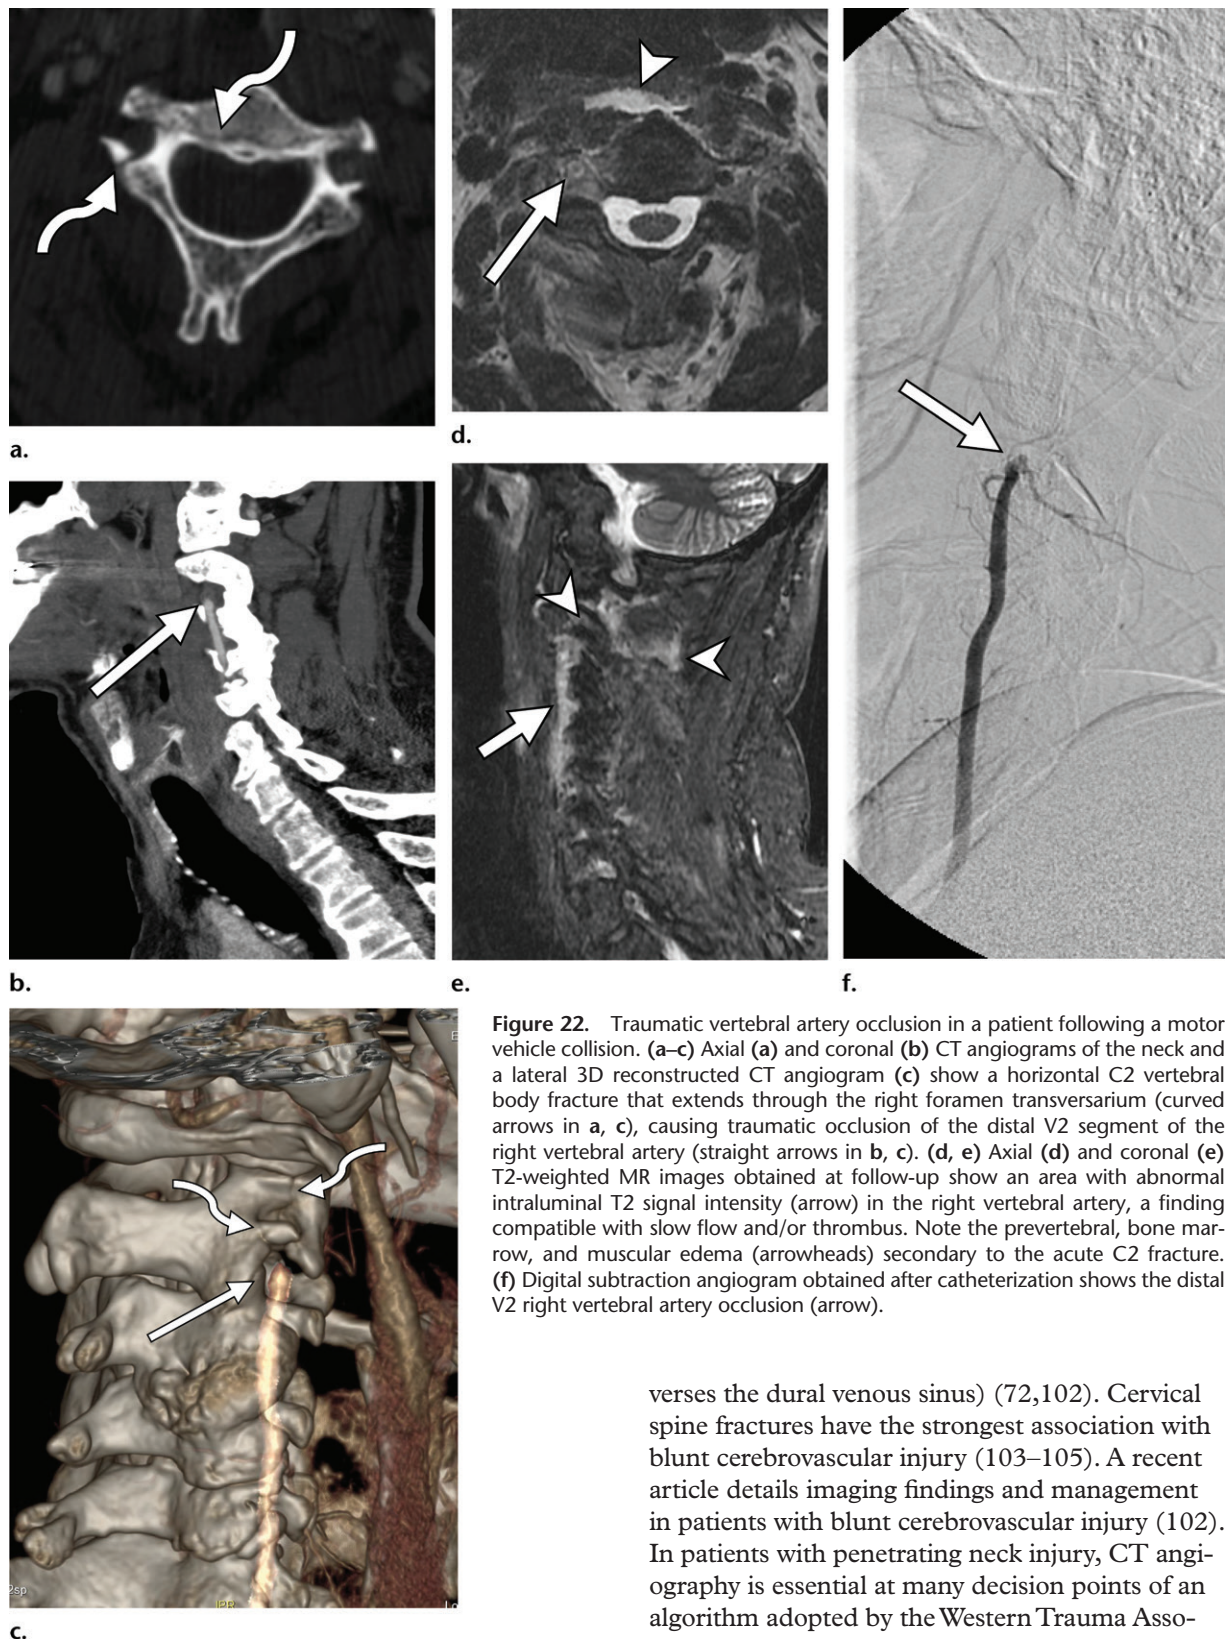 a.
d.
b.
e.
f.
2sp
c.
Figure 22. Traumatic vertebral artery occlusion in a patient following a motor
vehicle collision. (a–c) Axial (a) and coronal (b) CT angiograms of the neck and
a lateral 3D reconstructed CT angiogram (c) show a horizontal C2 vertebral
body fracture that extends through the right foramen transversarium (curved
arrows in a, c), causing traumatic occlusion of the distal V2 segment of the
right vertebral artery (straight arrows in b, c). (d, e) Axial (d) and coronal (e)
T2-weighted MR images obtained at follow-up show an area with abnormal
intraluminal T2 signal intensity (arrow) in the right vertebral artery, a finding
compatible with slow flow and/or thrombus. Note the prevertebral, bone mar-
row, and muscular edema (arrowheads) secondary to the acute C2 fracture.
(f) Digital subtraction angiogram obtained after catheterization shows the distal
V2 right vertebral artery occlusion (arrow).
verses the dural venous sinus) (72,102). Cervical
spine fractures have the strongest association with
blunt cerebrovascular injury (103–105). A recent
article details imaging findings and management
in patients with blunt cerebrovascular injury (102).
In patients with penetrating neck injury, CT angi-
ography is essential at many decision points of an
algorithm adopted by the Western Trauma Asso-